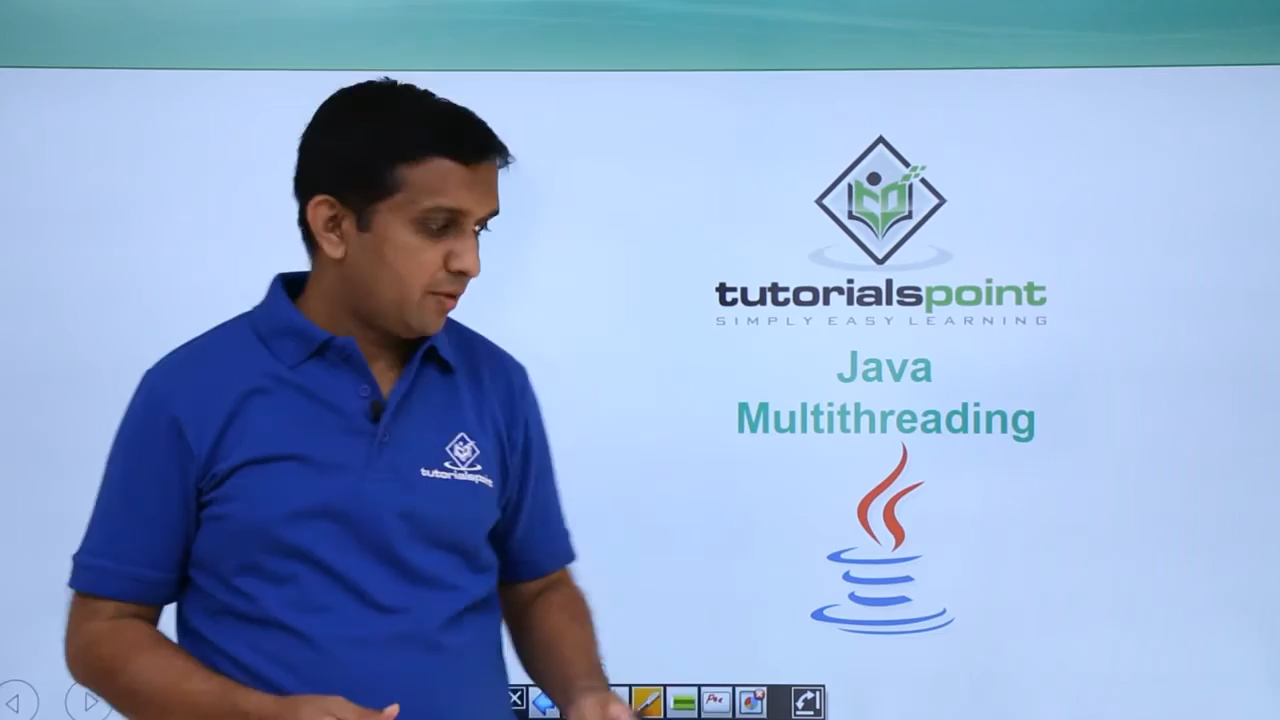 tutorialspoint
SIMPLY EASY LEARNING
Java
Multithreading
tutorialspoint